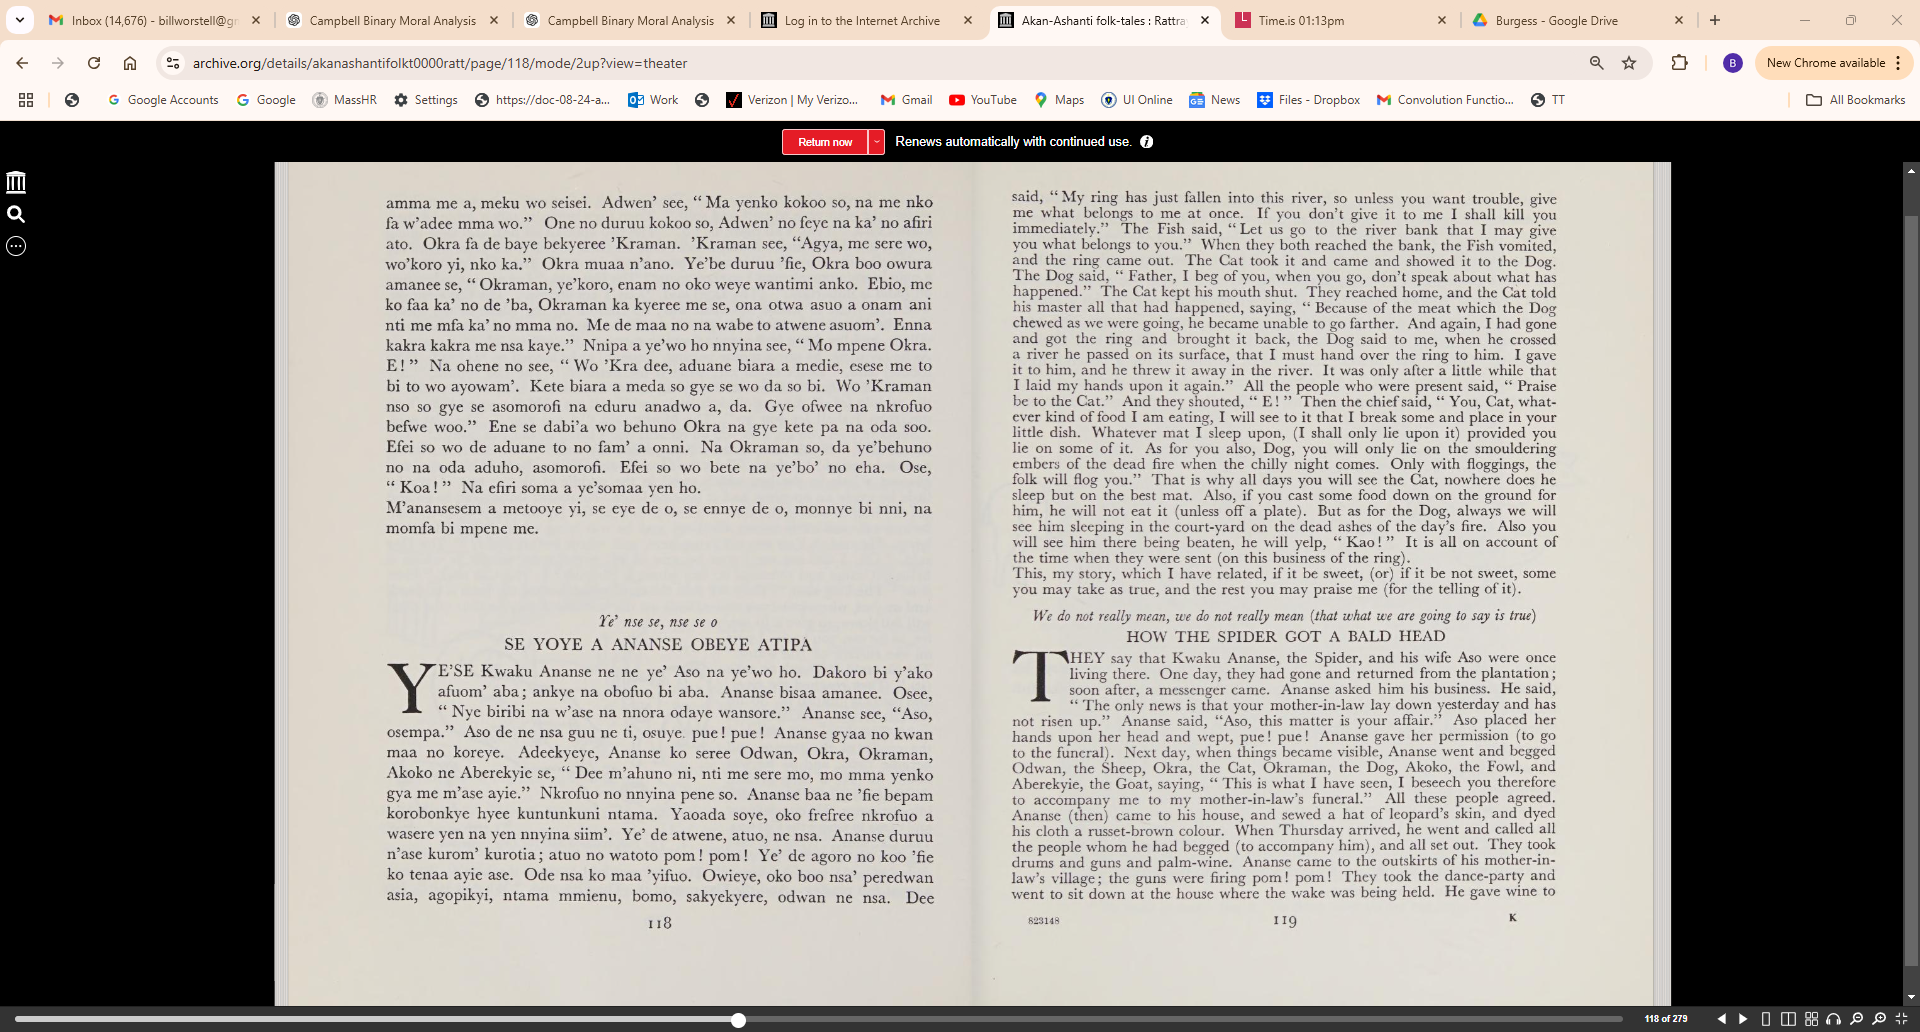 Inbox (14,676) - billworstell@gm
Campbell Binary Moral Analysis
Campbell Binary Moral Analysis
Log in to the Internet Archive
Akan-Ashanti folk-tales : Rattra
Time.is 01:13pm
Burgess - Google Drive
archive.org/details/akanashantifolkt0000ratt/page/118/mode/2up?view=theater
B
New Chrome available
Google Accounts
Google
MassHR
Settings
https://doc-08-24-a...
Work
Verizon | My Verizo...
Gmail
YouTube
Maps
UI Online
News
Files - Dropbox
Convolution Functio...
TT
All Bookmarks
Return now
Renews automatically with continued use.
amma me a, meku wo seisei. Adwen' see, “Ma yenko kokoo so, na me nko
fa w'adee mma wo.” One no duruu kokoo so, Adwen' no feye na ka' no afiri
ato. Okra fa de baye bekyeree 'Kraman. 'Kraman see, “Agya, me sere wo,
wo'koro yi, nko ka.” Okra muaa n'ano. Ye'be duruu 'fie, Okra boo owura
amanee se, “Okraman, ye'koro, enam no oko weye wantimi anko. Ebio, me
ko faa ka' no de 'ba, Okraman ka kyeree me se, ona otwa asuo a onam ani
nti me mfa ka' no mma no. Me de maa no na wabe to atwene asuom'. Enna
kakra kakra me nsa kaye.” Nnipa a ye'wo ho nnyina see, “Mo mpene Okra.
E!” Na ohene no see, “Wo 'Kra dee, aduane biara a medie, esese me to
bi to wo ayowam'. Kete biara a meda so gye se wo da so bi. Wo 'Kraman
nso so gye se asomorofi na eduru anadwo a, da. Gye ofwee na nkrofuo
befwe woo.” Ene se dabi'a wo behuno Okra na gye kete pa na oda soo.
Efei so wo de aduane to no fam' a onni. Na Okraman so, da ye'behuno
no na oda aduho, asomorofi. Efei so wo bete na ye'bo' no eha. Ose,
“Koa!” Na efiri soma a ye'somaa yen ho.
M'anansesem a metooye yi, se eye de o, se ennye de o, monnye bi nni, na
momfa bi mpene me.
Ye' nse se, nse se o
SE YOYE A ANANSE OBEYE ATIPA
YE'SE Kwaku Ananse ne ne ye' Aso na ye'wo ho. Dakoro bi y'ako
afuom' aba; ankye na obofuo bi aba. Ananse bisaa amanee. Osee,
“Nye biribi na w'ase na nnora odaye wansore.” Ananse see, “Aso,
osempa.” Aso de ne nsa guu ne ti, osuye. pue! pue! Ananse gyaa no kwan
maa no koreye. Adeekyeye, Ananse ko seree Odwan, Okra, Okraman,
Akoko ne Aberekyie se, “Dee m'ahuno ni, nti me sere mo, mo mma yenko
gya me m'ase ayie.” Nkrofuo no nnyina pene so. Ananse baa ne 'fie bepam
korobonkye hyee kuntunkuni ntama. Yaoada soye, oko frefree nkrofuo a
wasere yen na yen nnyina siim'. Ye' de atwene, atuo, ne nsa. Ananse duruu
n'ase kurom' kurotia; atuo no watoto pom! pom! Ye' de agoro no koo 'fie
ko tenaa ayie ase. Ode nsa ko maa 'yifuo. Owieye, oko boo nsa' peredwan
asia, agopikyi, ntama mmienu, bomo, sakyekyere, odwan ne nsa. Dee
118
said, “My ring has just fallen into this river, so unless you want trouble, give
me what belongs to me at once. If you don't give it to me I shall kill you
immediately.” The Fish said, “Let us go to the river bank that I may give
you what belongs to you.” When they both reached the bank, the Fish vomited,
and the ring came out. The Cat took it and came and showed it to the Dog.
The Dog said, “Father, I beg of you, when you go, don't speak about what has
happened.” The Cat kept his mouth shut. They reached home, and the Cat told
his master all that had happened, saying, “Because of the meat which the Dog
chewed as we were going, he became unable to go farther. And again, I had gone
and got the ring and brought it back, the Dog said to me, when he crossed
a river he passed on its surface, that I must hand over the ring to him. I gave
it to him, and he threw it away in the river. It was only after a little while that
I laid my hands upon it again.” All the people who were present said, “Praise
be to the Cat.” And they shouted, “E!” Then the chief said, “You, Cat, what-
ever kind of food I am eating, I will see to it that I break some and place in your
little dish. Whatever mat I sleep upon, (I shall only lie upon it) provided you
lie on some of it. As for you also, Dog, you will only lie on the smouldering
embers of the dead fire when the chilly night comes. Only with floggings, the
folk will flog you.” That is why all days you will see the Cat, nowhere does he
sleep but on the best mat. Also, if you cast some food down on the ground for
him, he will not eat it (unless off a plate). But as for the Dog, always we will
see him sleeping in the court-yard on the dead ashes of the day's fire. Also you
will see him there being beaten, he will yelp, “Kao!” It is all on account of
the time when they were sent (on this business of the ring).
This, my story, which I have related, if it be sweet, (or) if it be not sweet, some
you may take as true, and the rest you may praise me (for the telling of it).
We do not really mean, we do not really mean (that what we are going to say is true)
HOW THE SPIDER GOT A BALD HEAD
THEY say that Kwaku Ananse, the Spider, and his wife Aso were once
living there. One day, they had gone and returned from the plantation;
soon after, a messenger came. Ananse asked him his business. He said,
“The only news is that your mother-in-law lay down yesterday and has
not risen up.” Ananse said, “Aso, this matter is your affair.” Aso placed her
hands upon her head and wept, pue! pue! Ananse gave her permission (to go
to the funeral). Next day, when things became visible, Ananse went and begged
Odwan, the Sheep, Okra, the Cat, Okraman, the Dog, Akoko, the Fowl, and
Aberekyie, the Goat, saying, “This is what I have seen, I beseech you therefore
to accompany me to my mother-in-law's funeral.” All these people agreed.
Ananse (then) came to his house, and sewed a hat of leopard's skin, and dyed
his cloth a russet-brown colour. When Thursday arrived, he went and called all
the people whom he had begged (to accompany him), and all set out. They took
drums and guns and palm-wine. Ananse came to the outskirts of his mother-in-
law's village; the guns were firing pom! pom! They took the dance-party and
went to sit down at the house where the wake was being held. He gave wine to
823148
119
K
118 of 279